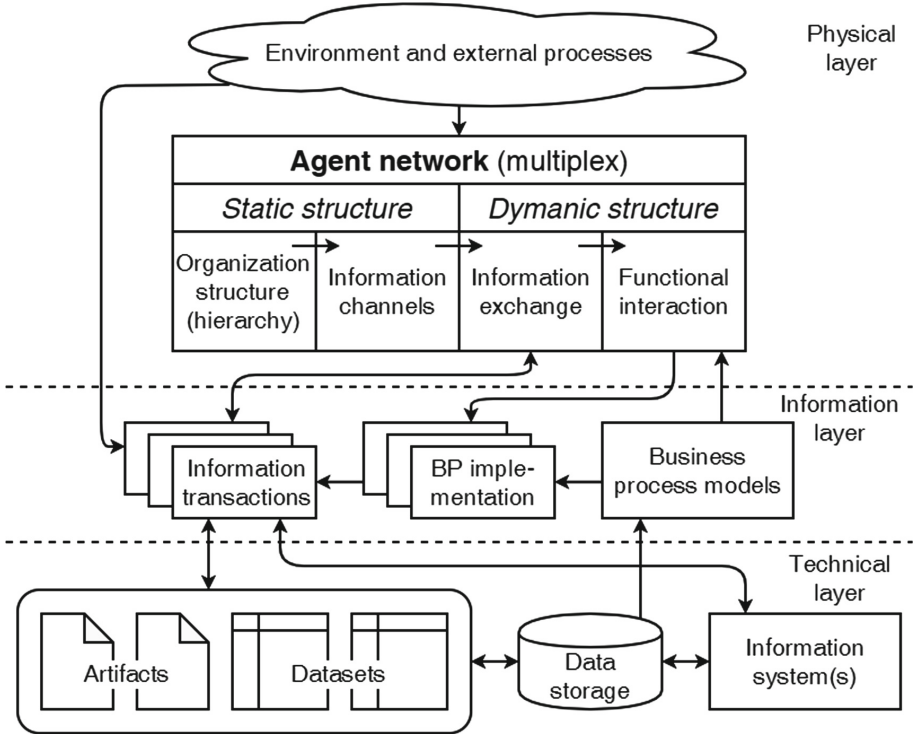 Environment and external processes
Physical
layer
Agent network (multiplex)
Static structure
Dymanic structure
Organization
structure
(hierarchy)
Information
channels
Information
exchange
Functional
interaction
Information
layer
Information
transactions
BP imple-
mentation
Business
process models
Technical
layer
Artifacts
Datasets
Data
storage
Information
system(s)